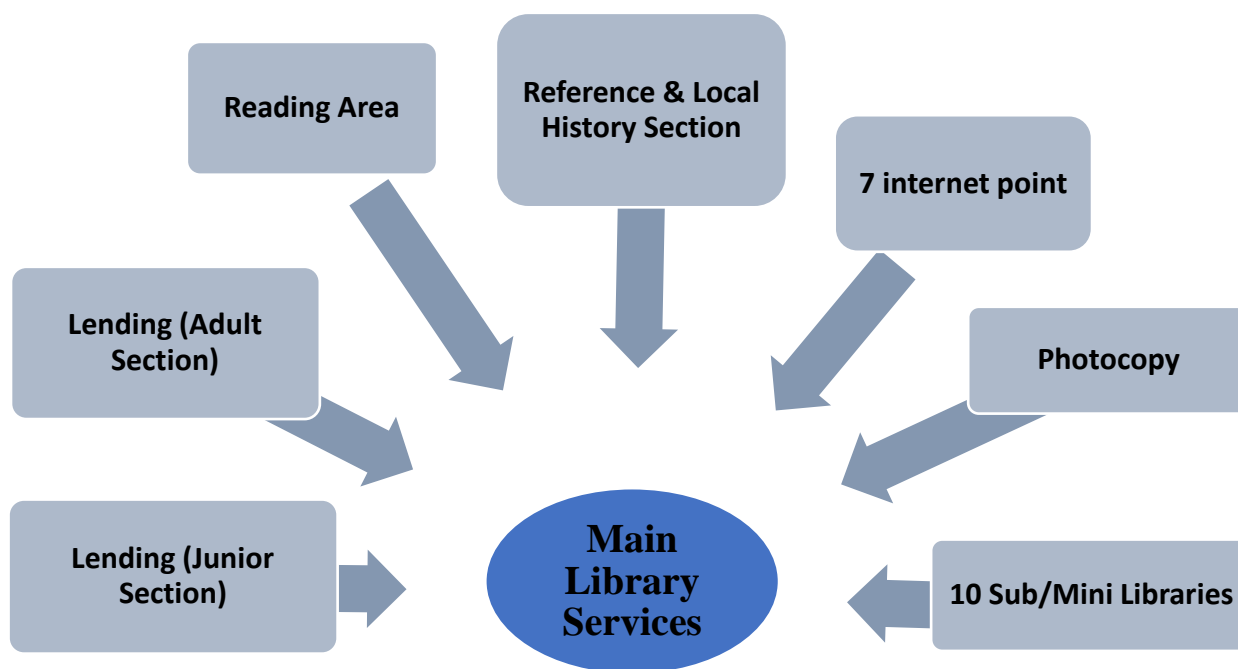 Reference & Local
History Section
Reading Area
7 internet point
Lending (Adult
Section)
Photocopy
Lending (Junior
Section)
Main
Library
Services
10 Sub/Mini Libraries